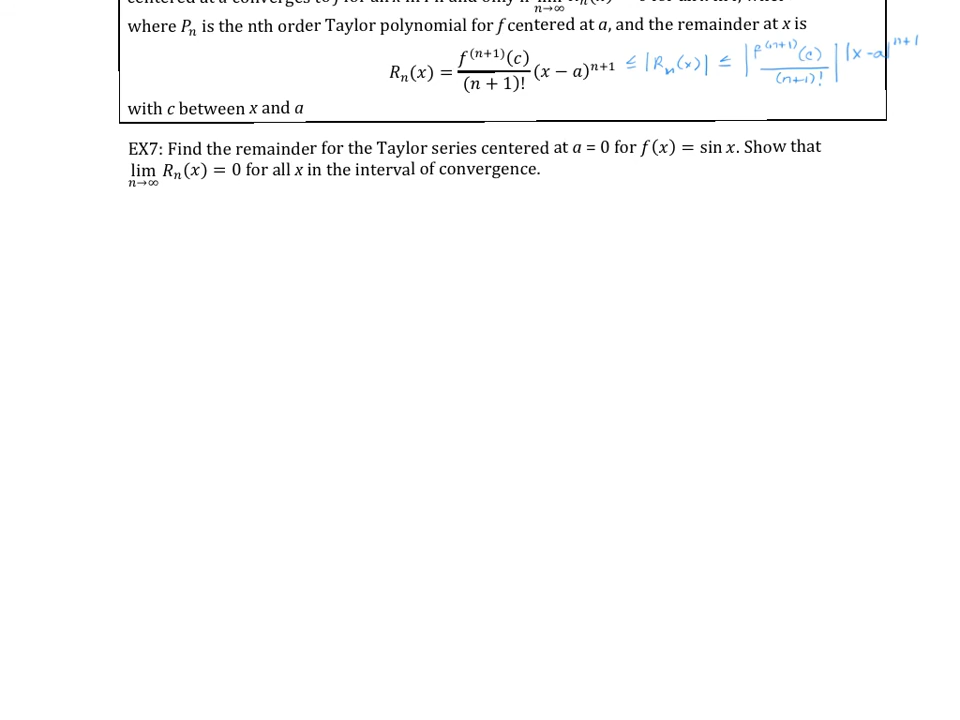 where Pₙ is the nth order Taylor polynomial for f centered at a, and the remainder at x is
Rₙ(x) = f⁽ⁿ⁺¹⁾(c)/(n + 1)! (x − a)ⁿ⁺¹ ≤ |Rₙ(x)| ≤ |f⁽ⁿ⁺¹⁾(c)/(n+1)!| |x-a|ⁿ⁺¹
with c between x and a
EX7: Find the remainder for the Taylor series centered at a = 0 for f(x) = sin x. Show that
lim Rₙ(x) = 0 for all x in the interval of convergence.
n→∞